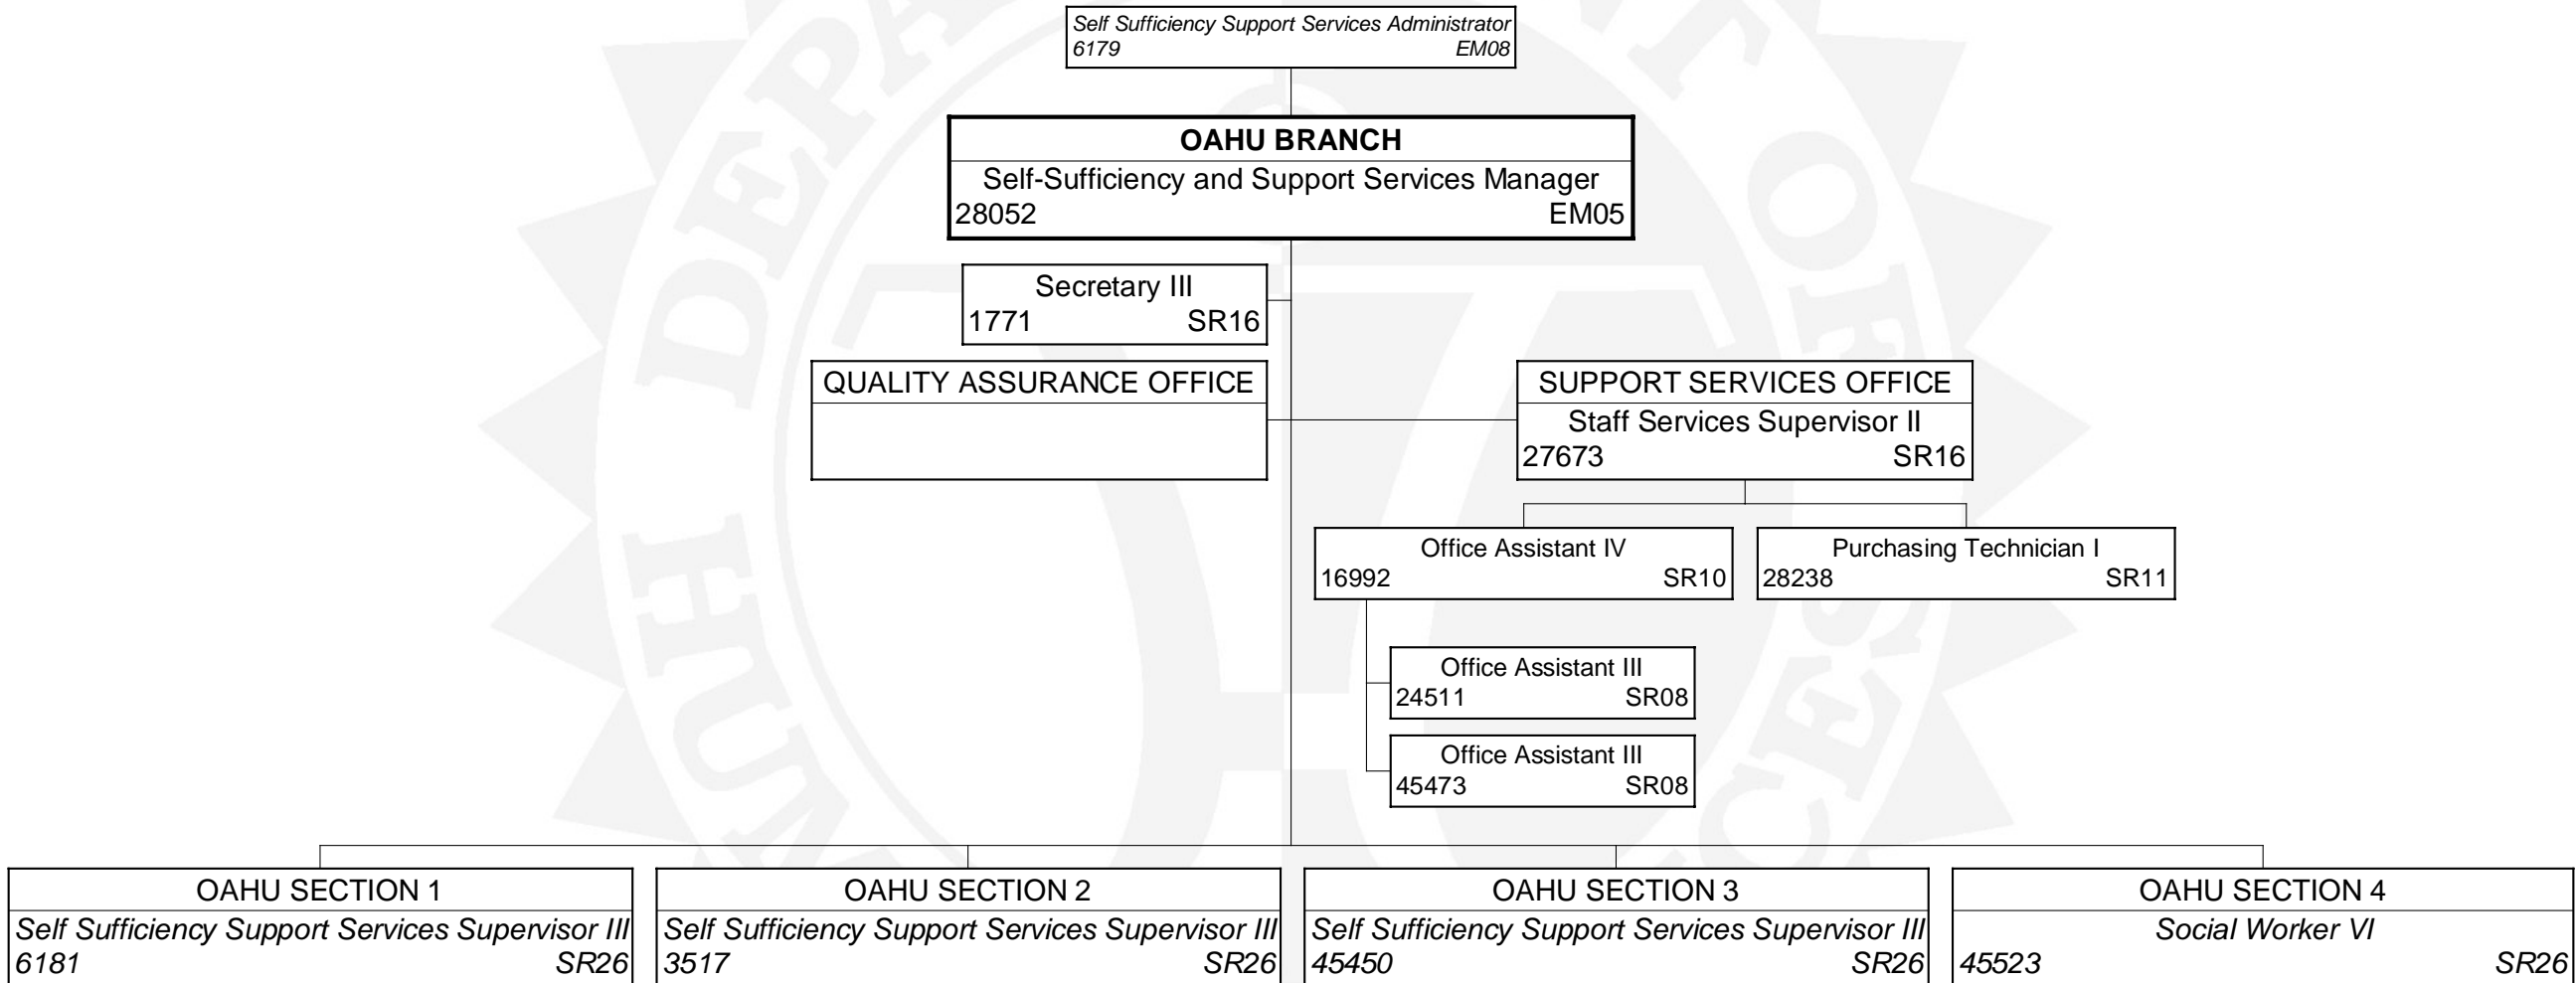 Self Sufficiency Support Services Administrator
6179 EM08
OAHU BRANCH
Self-Sufficiency and Support Services Manager
28052 EM05
Secretary III
1771 SR16
QUALITY ASSURANCE OFFICE
SUPPORT SERVICES OFFICE
Staff Services Supervisor II
27673 SR16
Office Assistant IV
16992 SR10
Purchasing Technician I
28238 SR11
Office Assistant III
24511 SR08
Office Assistant III
45473 SR08
OAHU SECTION 1
Self Sufficiency Support Services Supervisor III
6181 SR26
OAHU SECTION 2
Self Sufficiency Support Services Supervisor III
3517 SR26
OAHU SECTION 3
Self Sufficiency Support Services Supervisor III
45450 SR26
OAHU SECTION 4
Social Worker VI
45523 SR26